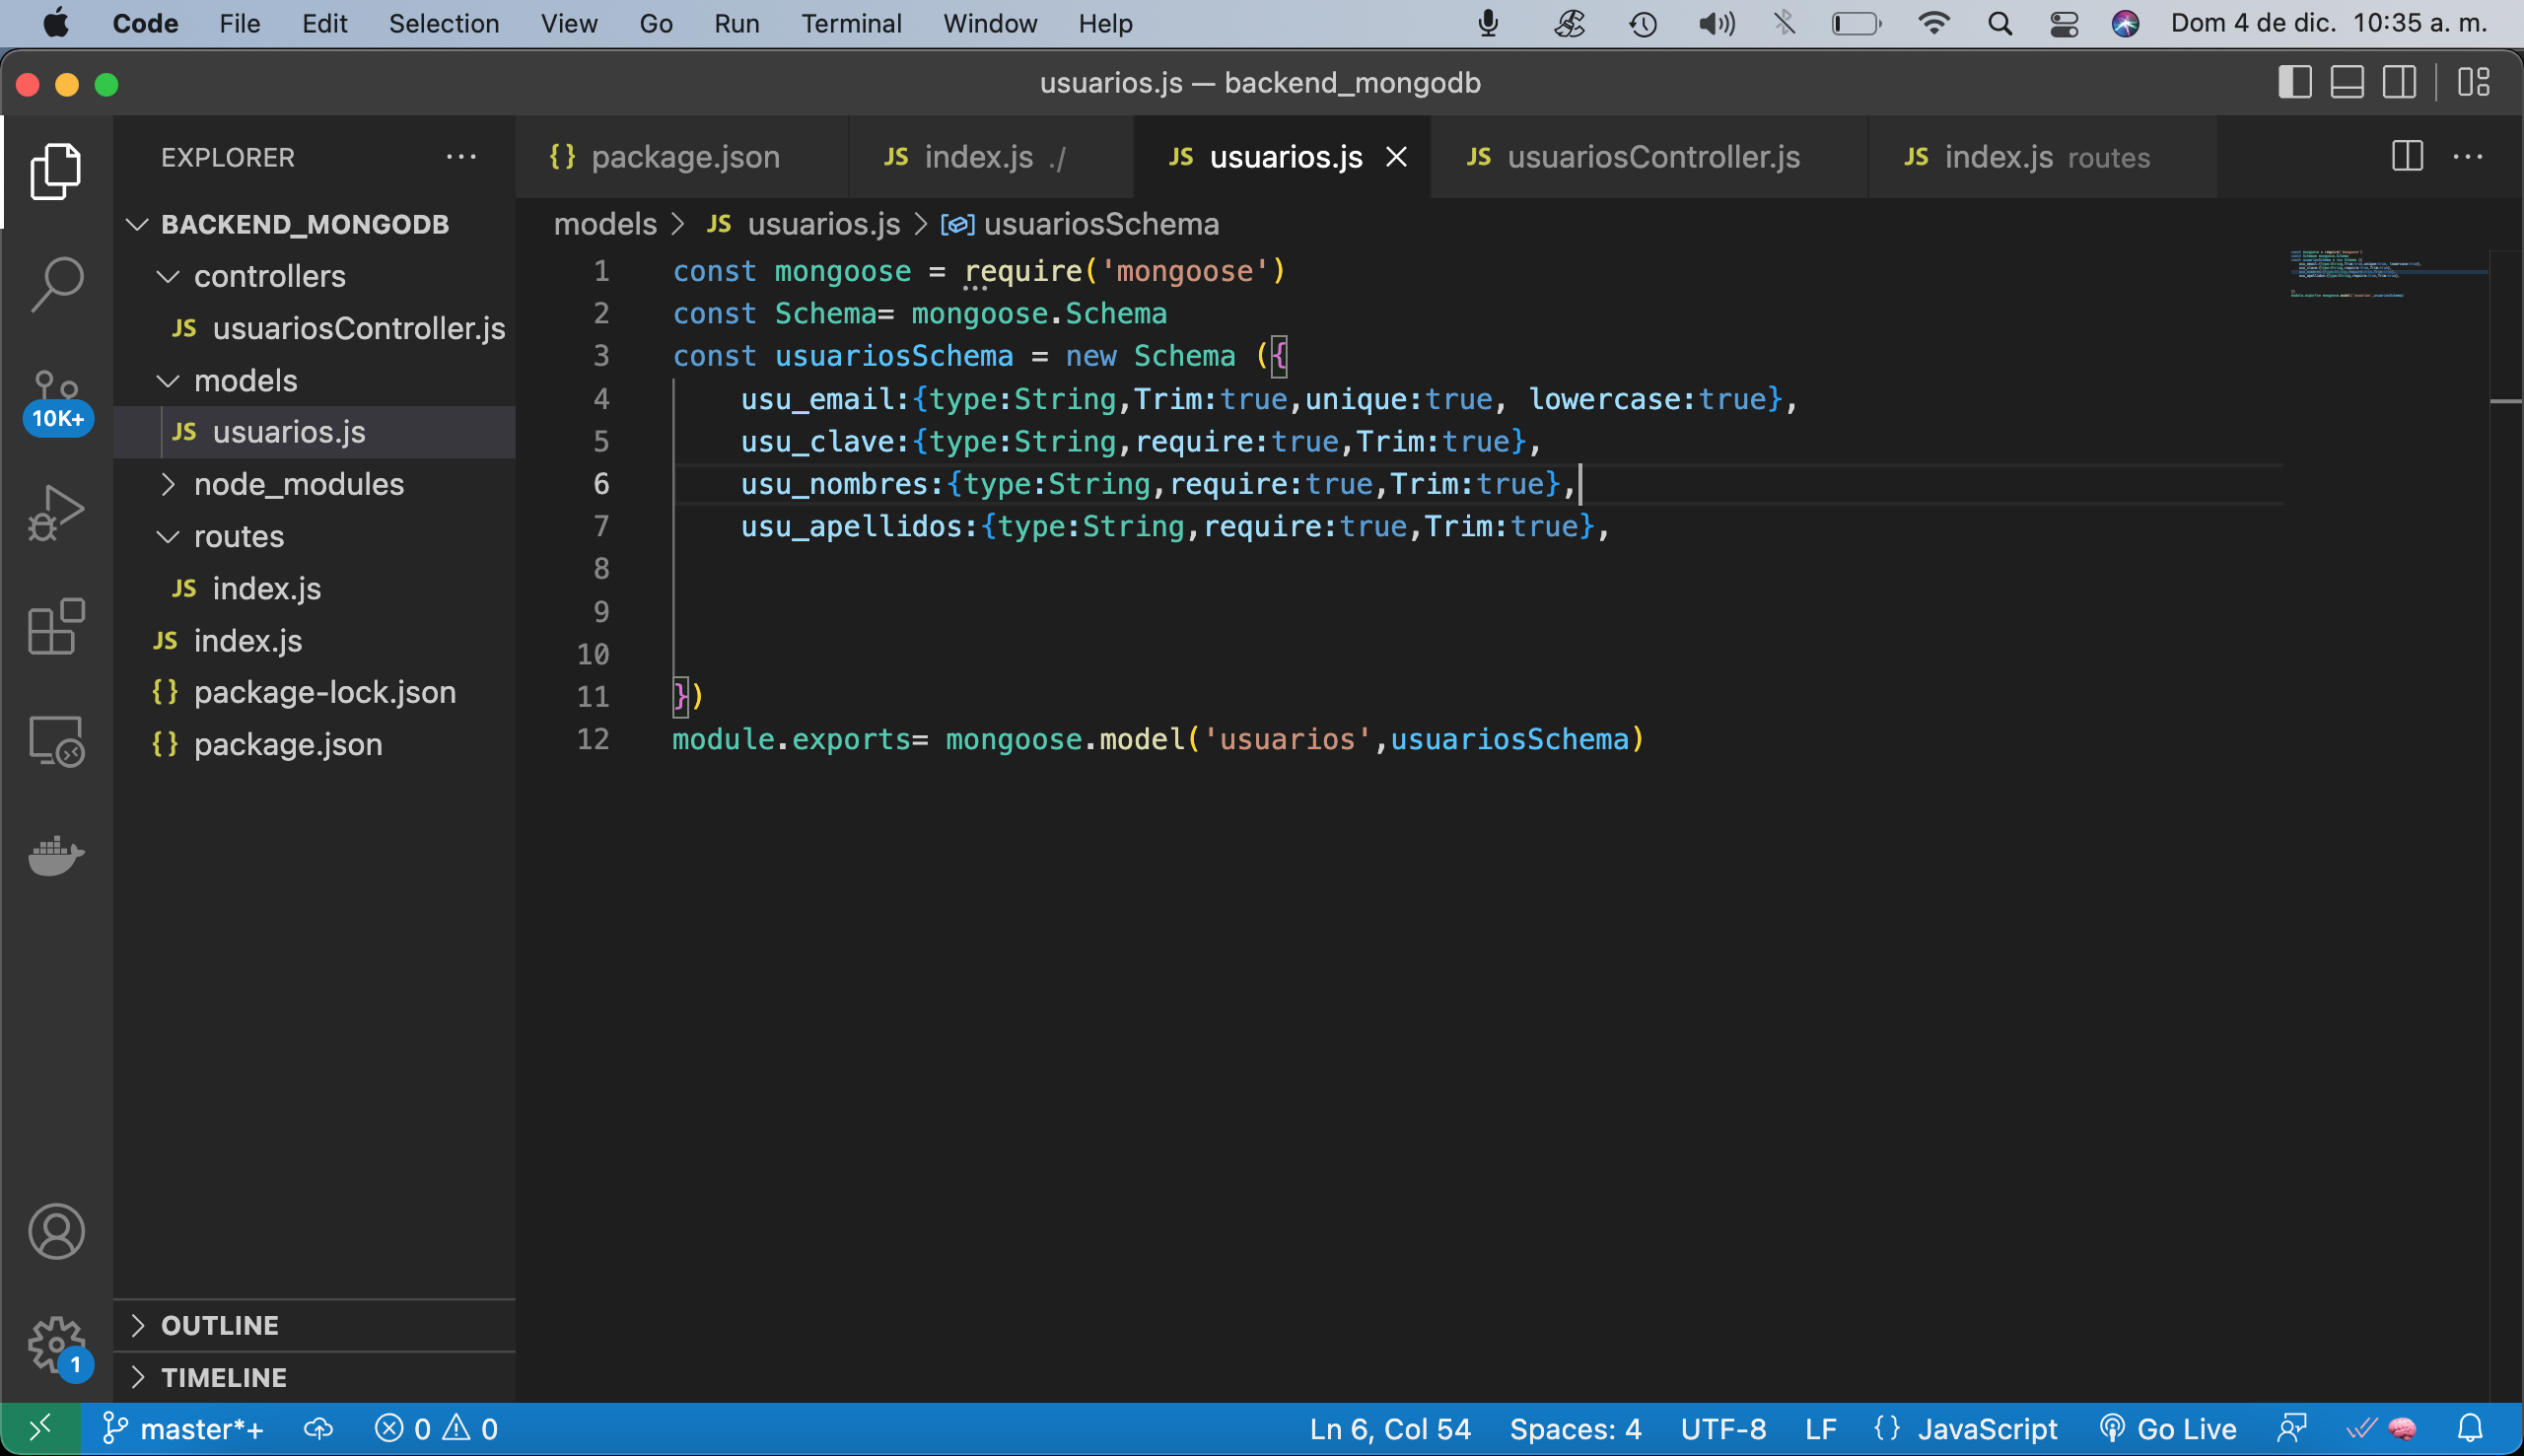 Code File Edit Selection View Go Run Terminal Window Help Dom 4 de dic. 10:35 a. m.
usuarios.js — backend_mongodb
EXPLORER
{} package.json JS index.js ./ JS usuarios.js JS usuariosController.js JS index.js routes
models > JS usuarios.js > usuariosSchema
BACKEND_MONGODB
controllers
JS usuariosController.js
models
JS usuarios.js
node_modules
routes
JS index.js
JS index.js
{} package-lock.json
{} package.json
10K+
1 const mongoose = require('mongoose')
2 const Schema= mongoose.Schema
3 const usuariosSchema = new Schema ({
4 usu_email:{type:String,Trim:true,unique:true, lowercase:true},
5 usu_clave:{type:String,require:true,Trim:true},
6 usu_nombres:{type:String,require:true,Trim:true},
7 usu_apellidos:{type:String,require:true,Trim:true},
8
9
10
11 })
12 module.exports= mongoose.model('usuarios',usuariosSchema)
OUTLINE
1
TIMELINE
master*+ 0 0 Ln 6, Col 54 Spaces: 4 UTF-8 LF {} JavaScript Go Live